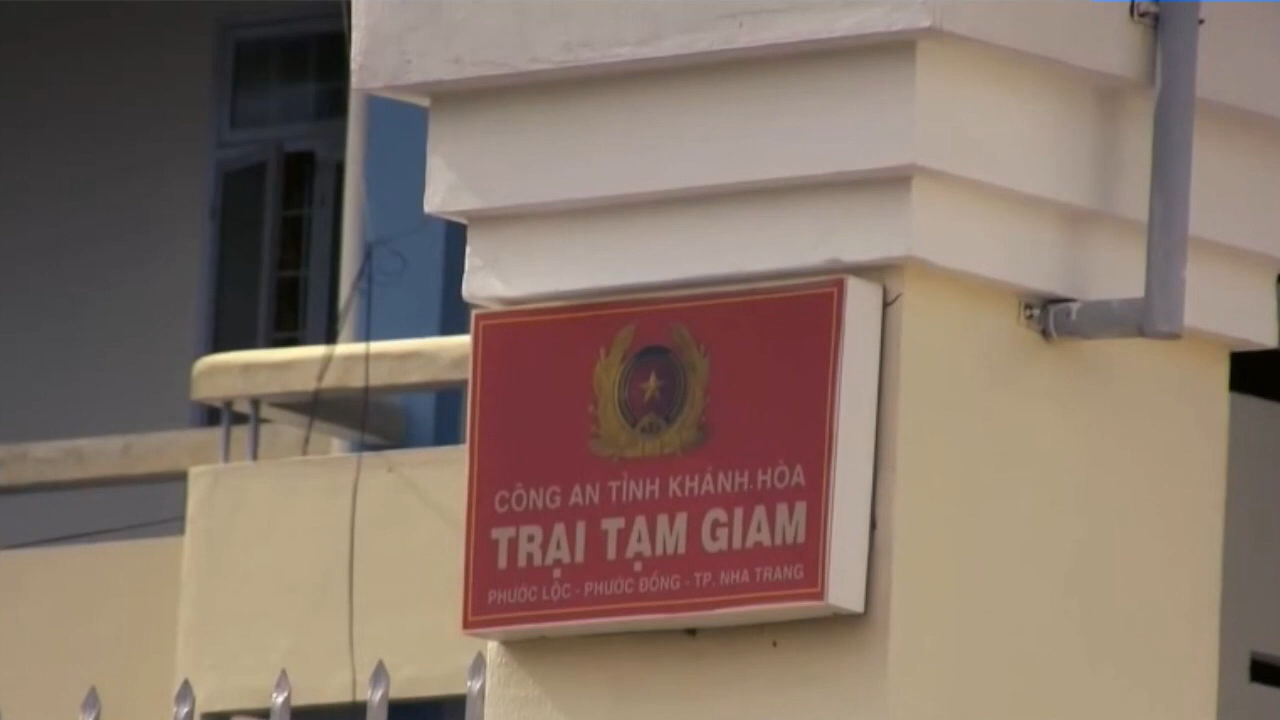 CÔNG AN TỈNH KHÁNH HÒA
TRẠI TẠM GIAM
PHƯỚC LỘC - PHƯỚC ĐỒNG - TP. NHA TRANG